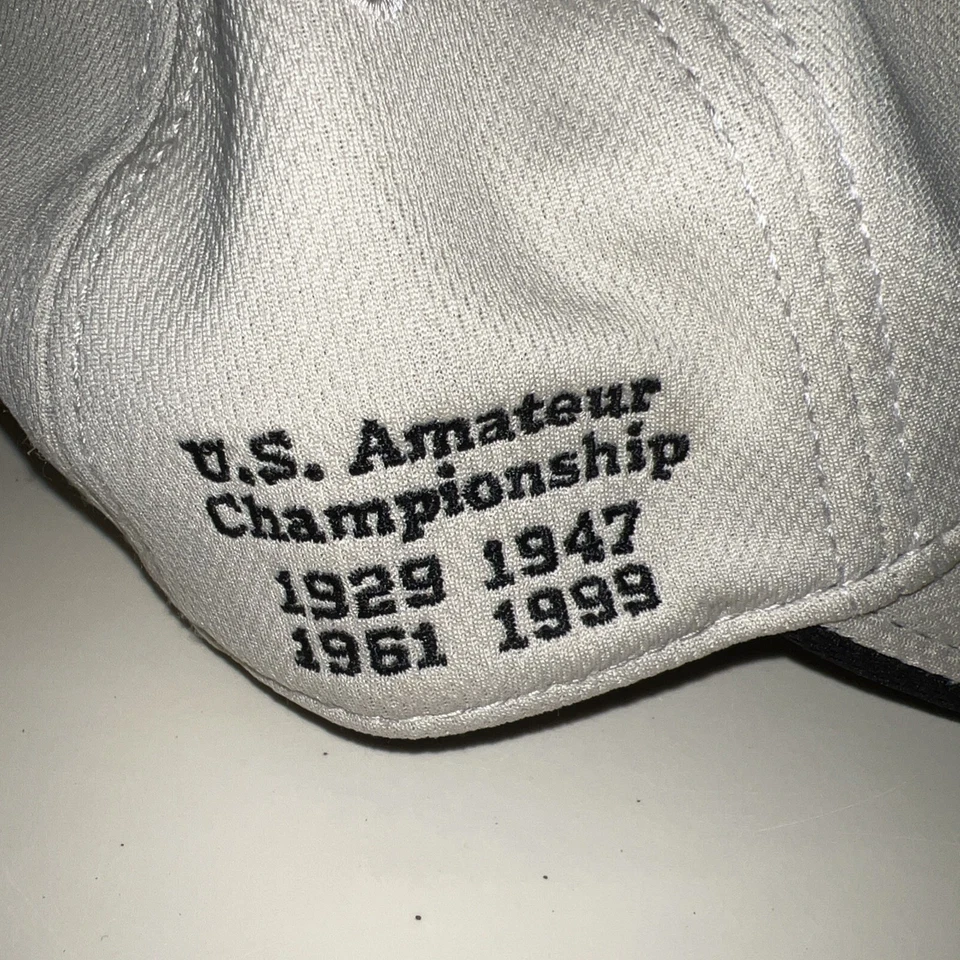 U.S. Amateur
Championship
1929 1947
1961 1999